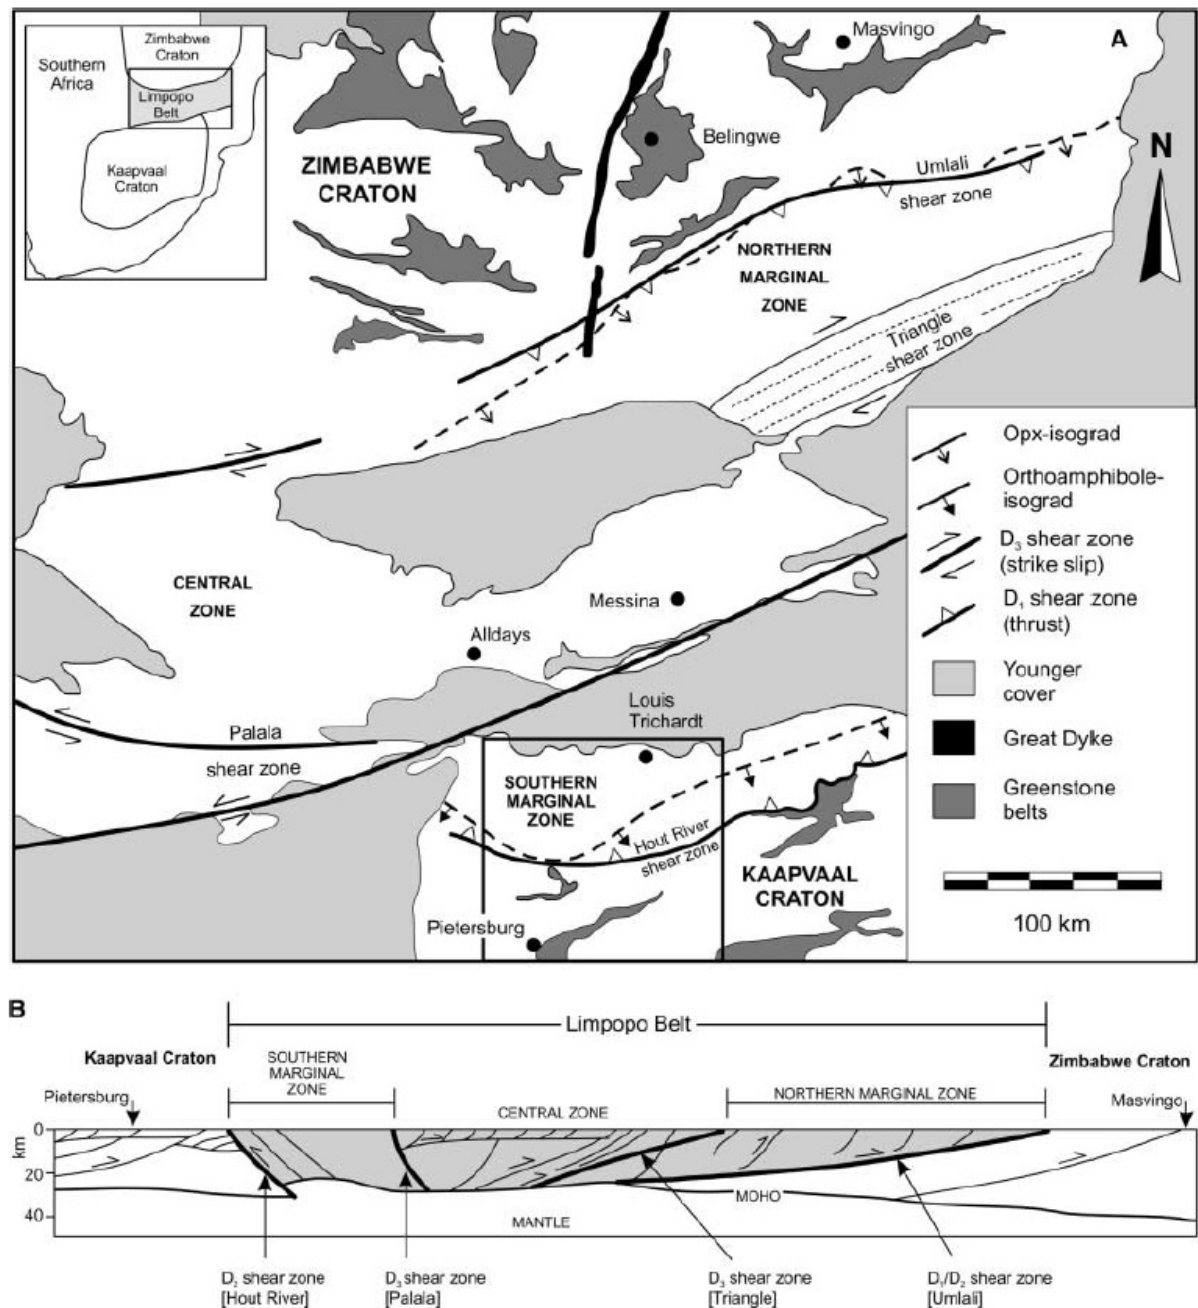 A
Zimbabwe
Craton
Southern
Africa
Limpopo
Belt
Kaapvaal
Craton
Masvingo
Belingwe
N
ZIMBABWE
CRATON
Umlali
shear zone
NORTHERN
MARGINAL
ZONE
Triangle
shear zone
CENTRAL
ZONE
Messina
Alldays
Louis
Trichardt
Palala
shear zone
SOUTHERN
MARGINAL
ZONE
Hout River
shear zone
KAAPVAAL
CRATON
Pietersburg
Opx-isograd
Orthoamphibole-
isograd
D3 shear zone
(strike slip)
D, shear zone
(thrust)
Younger
cover
Great Dylke
Greenstone
belts
100 km
B
Limpopo Belt
Kaapvaal Craton
SOUTHERN
MARGINAL
ZONE
Zimbabwe Craton
Pietersburg
CENTRAL ZONE
NORTHERN MARGINAL ZONE
Masvingo
km
0
20
40
MOHO
MANTLE
D2 shear zone
[Hout River]
D3 shear zone
[Palala]
D3 shear zone
[Triangle]
D1/D2 shear zone
[Umlali]